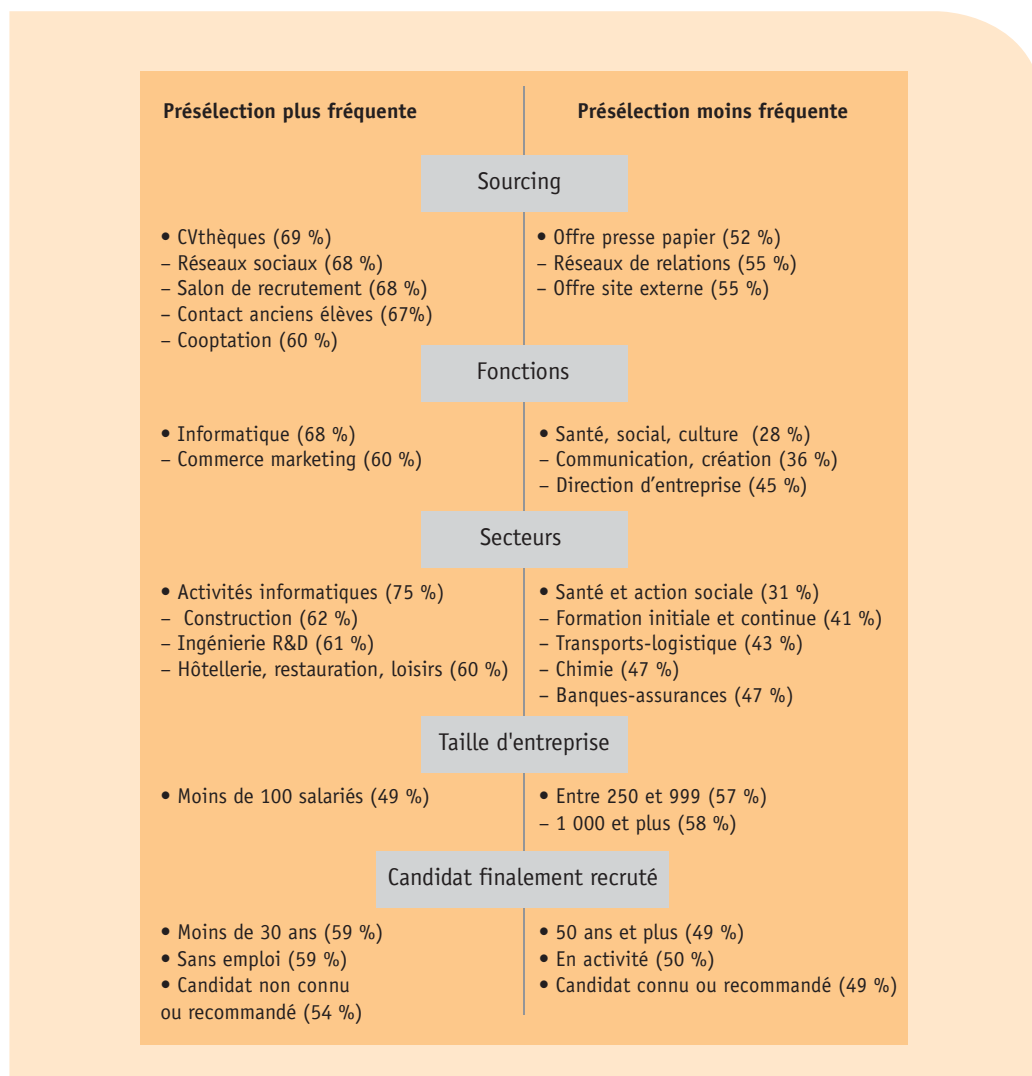 Présélection plus fréquente
Présélection moins fréquente
Sourcing
• CVthèques (69 %)
– Réseaux sociaux (68 %)
– Salon de recrutement (68 %)
– Contact anciens élèves (67%)
– Cooptation (60 %)
• Offre presse papier (52 %)
– Réseaux de relations (55 %)
– Offre site externe (55 %)
Fonctions
• Informatique (68 %)
– Commerce marketing (60 %)
• Santé, social, culture (28 %)
– Communication, création (36 %)
– Direction d’entreprise (45 %)
Secteurs
• Activités informatiques (75 %)
– Construction (62 %)
– Ingénierie R&D (61 %)
– Hôtellerie, restauration, loisirs (60 %)
• Santé et action sociale (31 %)
– Formation initiale et continue (41 %)
– Transports-logistique (43 %)
– Chimie (47 %)
– Banques-assurances (47 %)
Taille d'entreprise
• Moins de 100 salariés (49 %)
• Entre 250 et 999 (57 %)
– 1 000 et plus (58 %)
Candidat finalement recruté
• Moins de 30 ans (59 %)
• Sans emploi (59 %)
• Candidat non connu
ou recommandé (54 %)
• 50 ans et plus (49 %)
• En activité (50 %)
• Candidat connu ou recommandé (49 %)